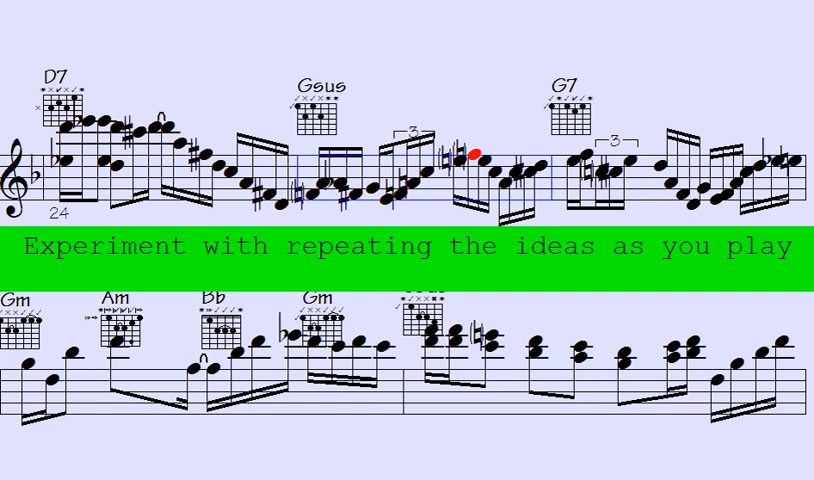 D7
Gsus
G7
3
3
24
Experiment with repeating the ideas as you play
Gm
Am
Bb
Gm